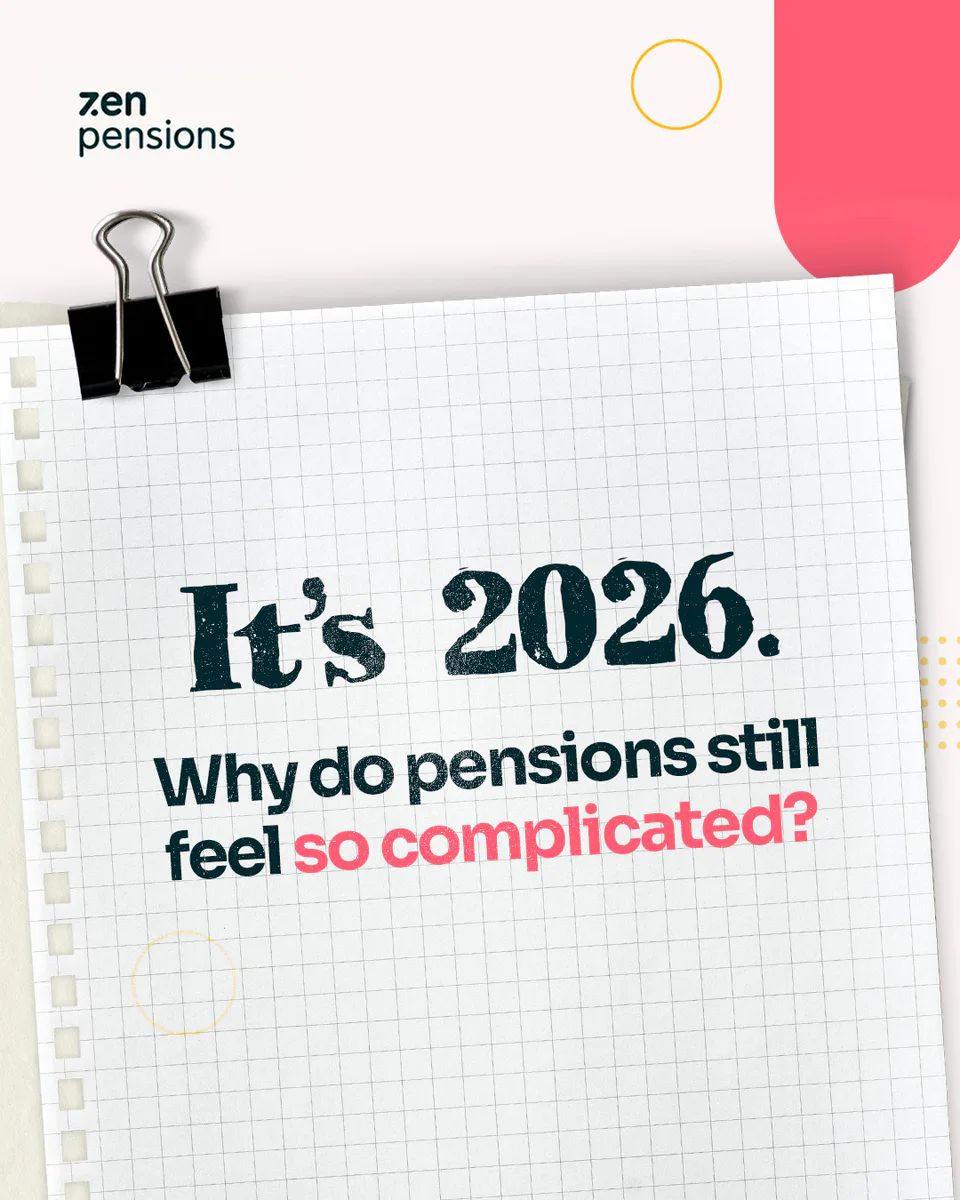 zen
pensions
It's 2026.
Why do pensions still
feel so complicated?